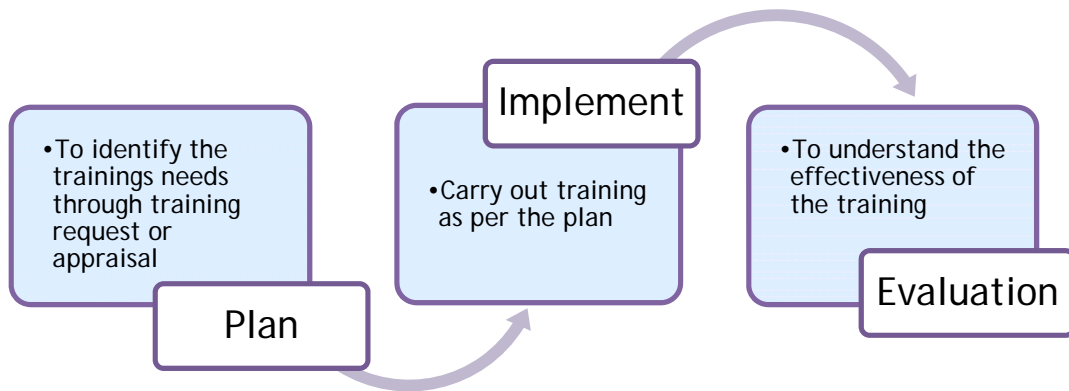 •To identify the
trainings needs
through training
request or
appraisal
Plan
Implement
•Carry out training
as per the plan
•To understand the
effectiveness of
the training
Evaluation